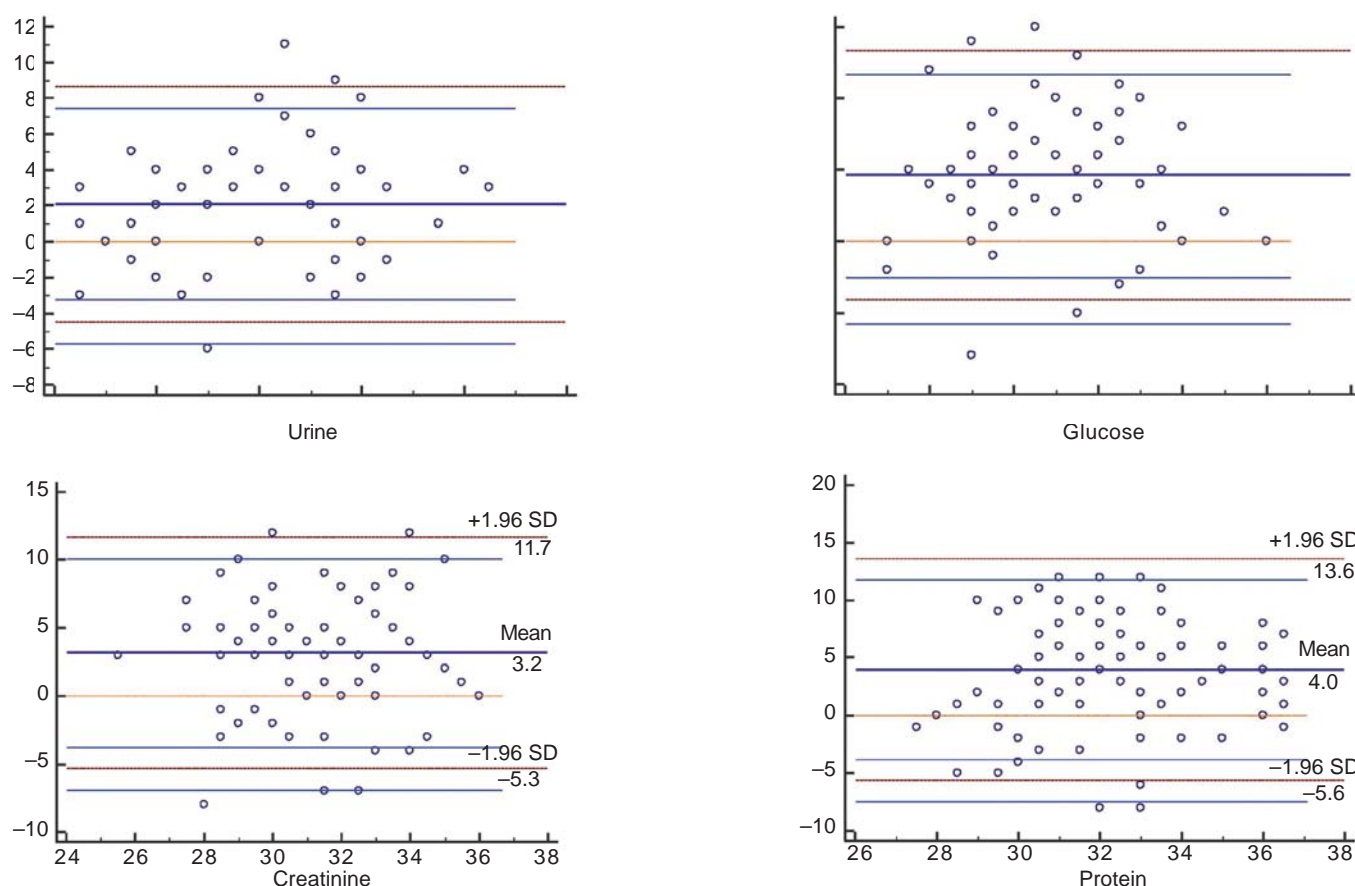 12
10
8
6
4
2
0
–2
–4
–6
–8
Urine
Glucose
15
10
5
0
–5
–10
+1.96 SD
11.7
Mean
3.2
–1.96 SD
–5.3
24 26 28 30 32 34 36 38
Creatinine
20
15
10
5
0
–5
–10
+1.96 SD
13.6
Mean
4.0
–1.96 SD
–5.6
26 28 30 32 34 36 38
Protein